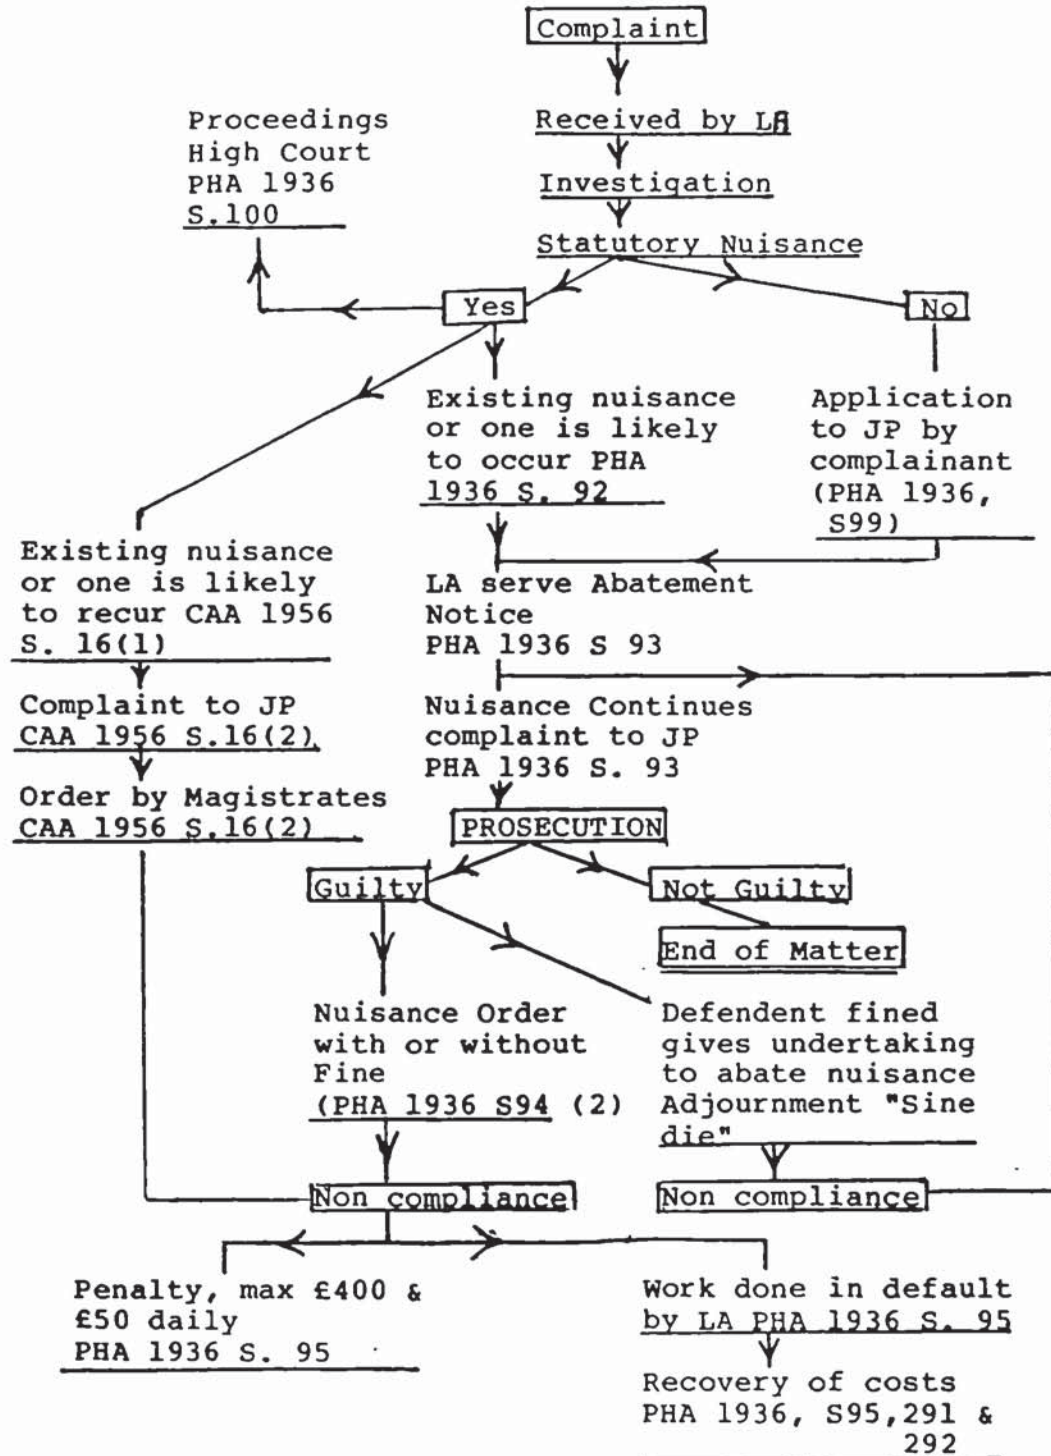 Complaint
Received by LA
Proceedings
High Court
PHA 1936
S.100
Investigation
Statutory Nuisance
Yes
No
Existing nuisance
or one is likely
to occur PHA
1936 S. 92
Application
to JP by
complainant
(PHA 1936,
S99)
Existing nuisance
or one is likely
to recur CAA 1956
S. 16(1)
LA serve Abatement
Notice
PHA 1936 S 93
Complaint to JP
CAA 1956 S.16(2)
Nuisance Continues
complaint to JP
PHA 1936 S. 93
Order by Magistrates
CAA 1956 S.16(2)
PROSECUTION
Guilty
Not Guilty
End of Matter
Nuisance Order
with or without
Fine
(PHA 1936 S94 (2)
Defendent fined
gives undertaking
to abate nuisance
Adjournment "Sine
die"
Non compliance
Non compliance
Penalty, max £400 &
£50 daily
PHA 1936 S. 95
Work done in default
by LA PHA 1936 S. 95
Recovery of costs
PHA 1936, S95,291 &
292